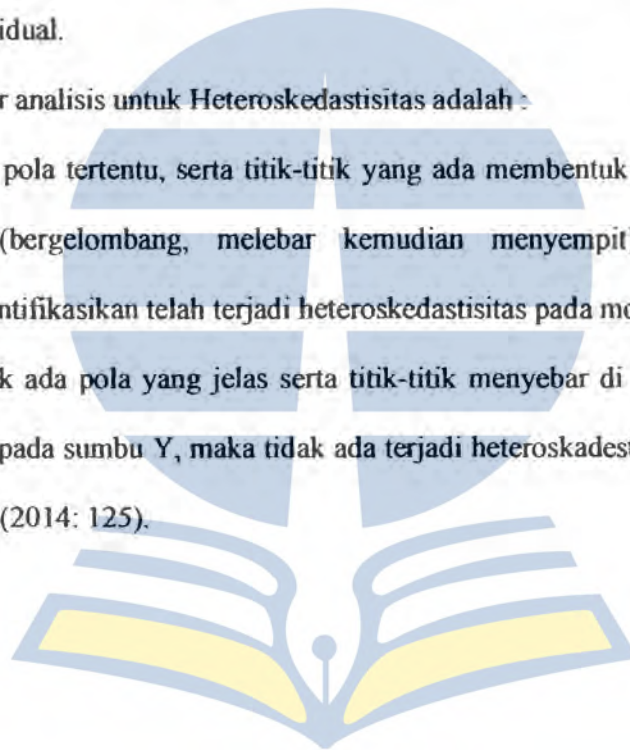 idual.
r analisis untuk Heteroskedastisitas adalah :
pola tertentu, serta titik-titik yang ada membentuk
(bergelombang, melebar kemudian menyempit)
ntifikasikan telah terjadi heteroskedastisitas pada mo
k ada pola yang jelas serta titik-titik menyebar di
pada sumbu Y, maka tidak ada terjadi heteroskadest
(2014: 125).